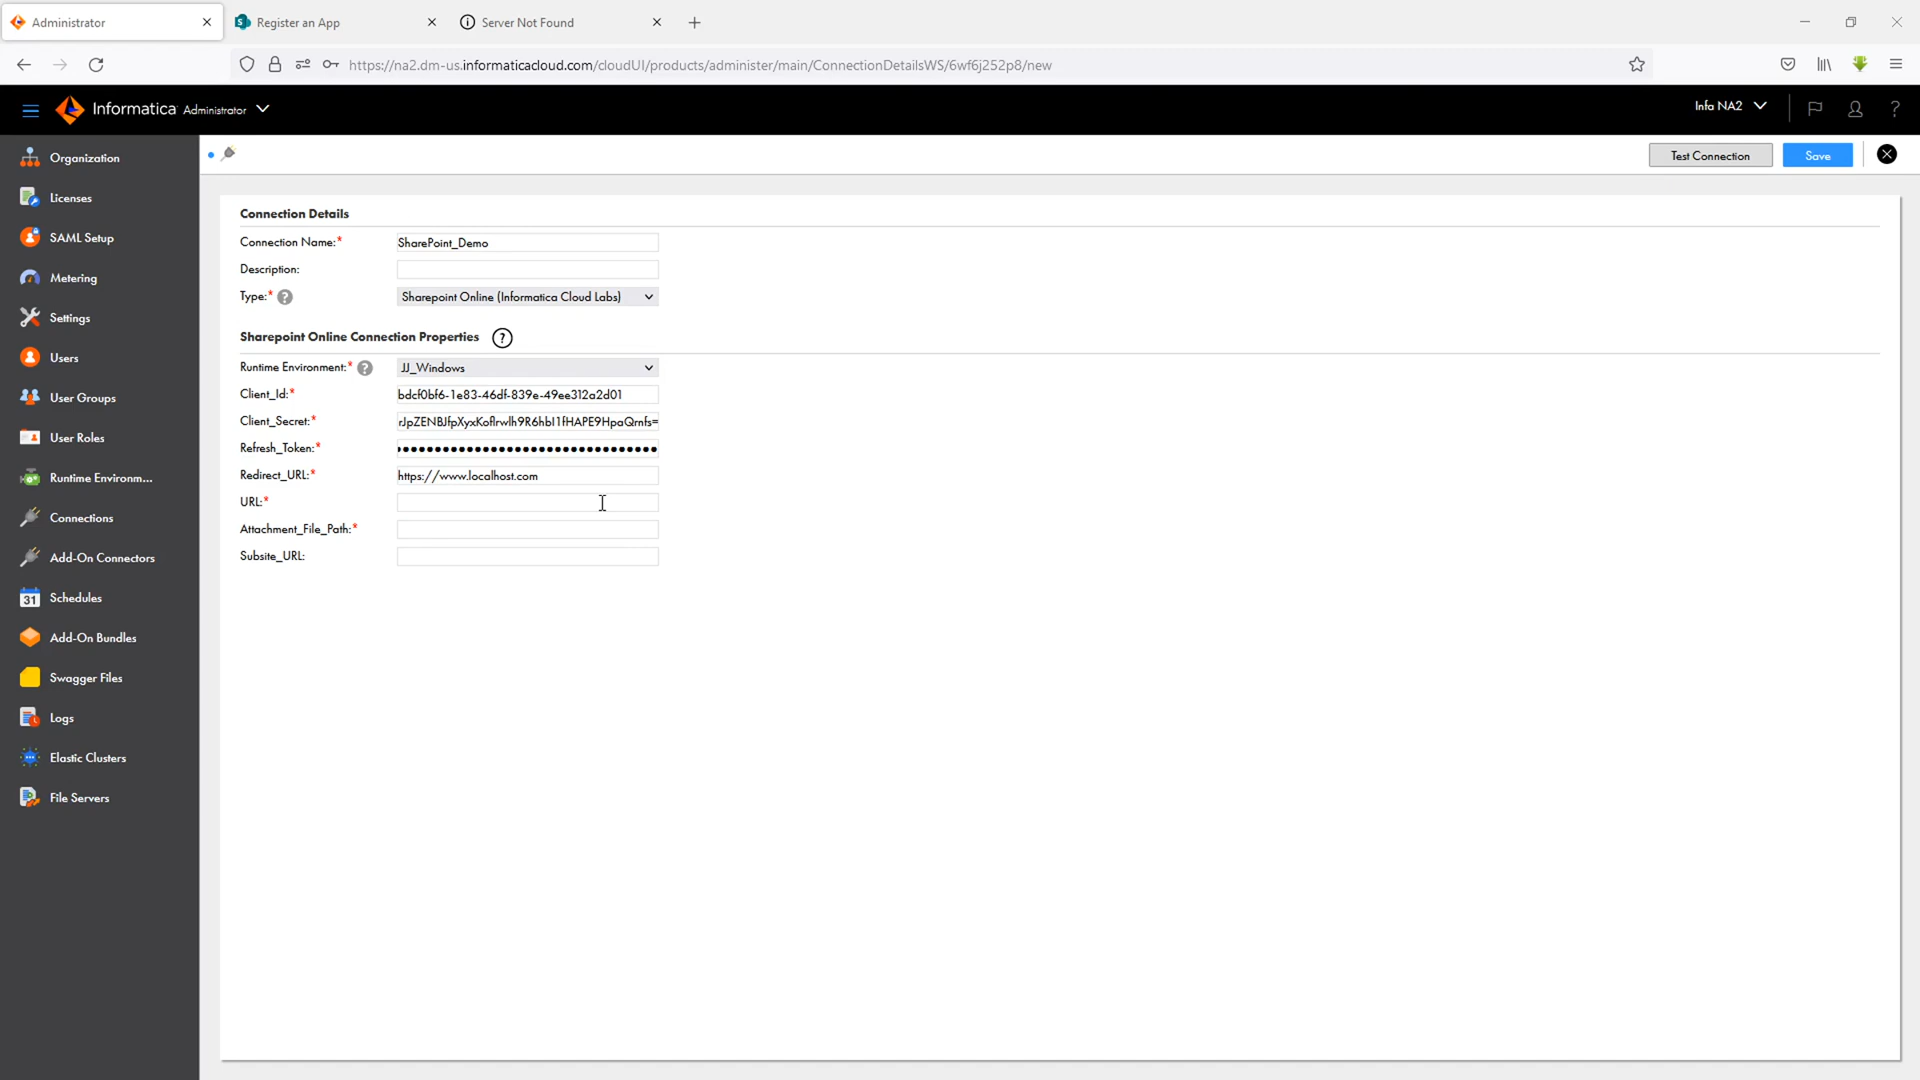 Administrator
Register an App
Server Not Found
https://na2.dm-us.informaticacloud.com/cloudUI/products/administer/main/ConnectionDetailsWS/6wf6j252p8/new
Informatica Administrator
Infa NA2
?
Organization
Licenses
SAML Setup
Metering
Settings
Users
User Groups
User Roles
Runtime Environm...
Connections
Add-On Connectors
31 Schedules
Add-On Bundles
Swagger Files
Logs
Elastic Clusters
File Servers
Test Connection
Save
Connection Details
Connection Name:* SharePoint_Demo
Description:
Type:* ? Sharepoint Online (Informatica Cloud Labs)
Sharepoint Online Connection Properties ?
Runtime Environment:* ? JJ_Windows
Client_Id:* bdcf0bf6-1e83-46df-839e-49ee312a2d01
Client_Secret:* rJpZENBJfpXyxKoflrwlh9R6hbI1fHAPE9HpaQrnfs=
Refresh_Token:* ●●●●●●●●●●●●●●●●●●●●●●●●●●●●●
Redirect_URL:* https://www.localhost.com
URL:*
Attachment_File_Path:*
Subsite_URL: